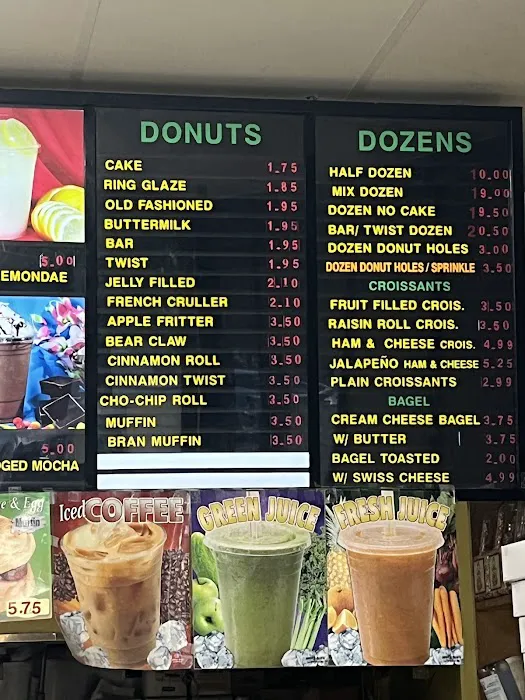 5.00
EMONDAE
5.00
DGED MOCHA
DONUTS
CAKE 1.75
RING GLAZE 1.85
OLD FASHIONED 1.95
BUTTERMILK 1.95
BAR 1.95
TWIST 1.95
JELLY FILLED 2.10
FRENCH CRULLER 2.10
APPLE FRITTER 3.50
BEAR CLAW 3.50
CINNAMON ROLL 3.50
CINNAMON TWIST 3.50
CHO-CHIP ROLL 3.50
MUFFIN 3.50
BRAN MUFFIN 3.50
DOZENS
HALF DOZEN 10.00
MIX DOZEN 19.00
DOZEN NO CAKE 19.50
BAR/ TWIST DOZEN 20.50
DOZEN DONUT HOLES 3.00
DOZEN DONUT HOLES / SPRINKLE 3.50
CROISSANTS
FRUIT FILLED CROIS. 3.50
RAISIN ROLL CROIS. 3.50
HAM & CHEESE CROIS. 4.99
JALAPEÑO HAM & CHEESE 5.25
PLAIN CROISSANTS 2.99
BAGEL
CREAM CHEESE BAGEL 3.75
W/ BUTTER 3.75
BAGEL TOASTED 2.00
W/ SWISS CHEESE 4.99
e & Egg
Muffin
5.75
Iced COFFEE
GREEN JUICE
FRESH JUICE